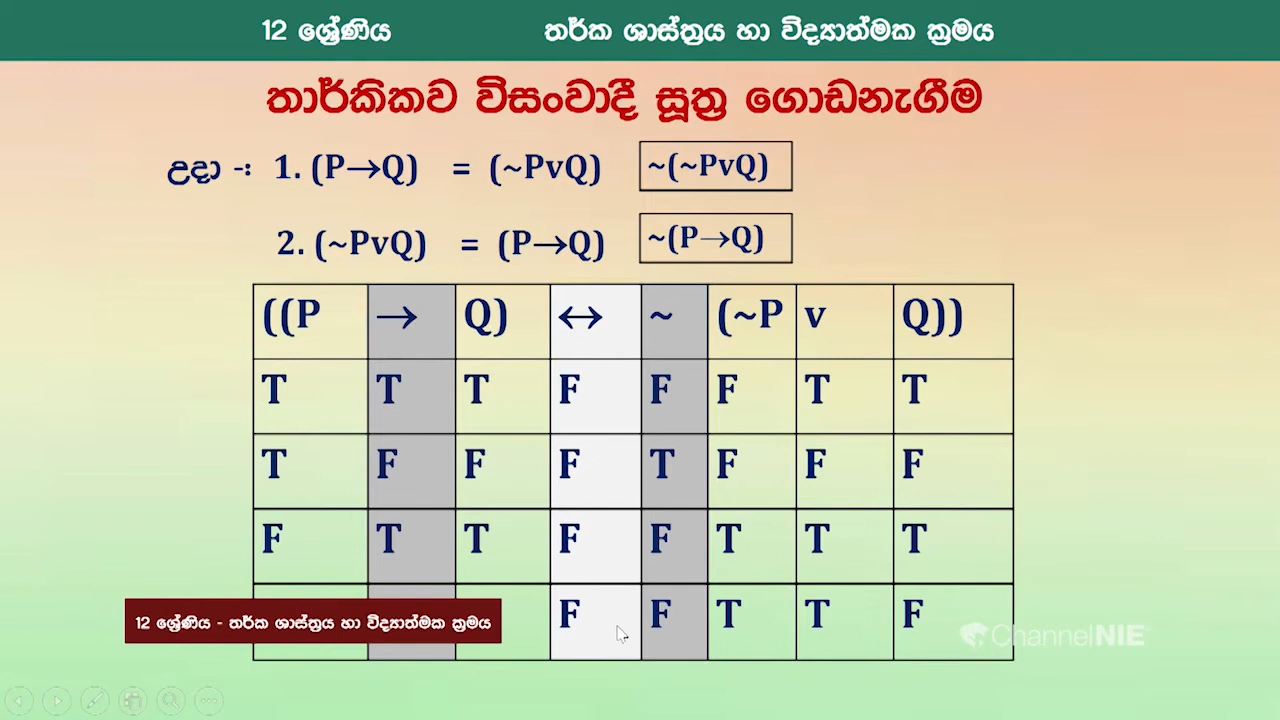 12 ශ්‍රේණිය තර්ක ශාස්ත්‍රය හා විද්‍යාත්මක ක්‍රමය
තාර්කිකව විසංවාදී සූත්‍ර ගොඩනැගීම
උදා -: 1. (P→Q) = (~PvQ) ~(~PvQ)
2. (~PvQ) = (P→Q) ~(P→Q)
((P → Q) ↔ ~ (~P v Q))
T T T F F F T T
T F F F T F F F
F T T F F T T T
F F T T F
12 ශ්‍රේණිය - තර්ක ශාස්ත්‍රය හා විද්‍යාත්මක ක්‍රමය
ChannelNIE